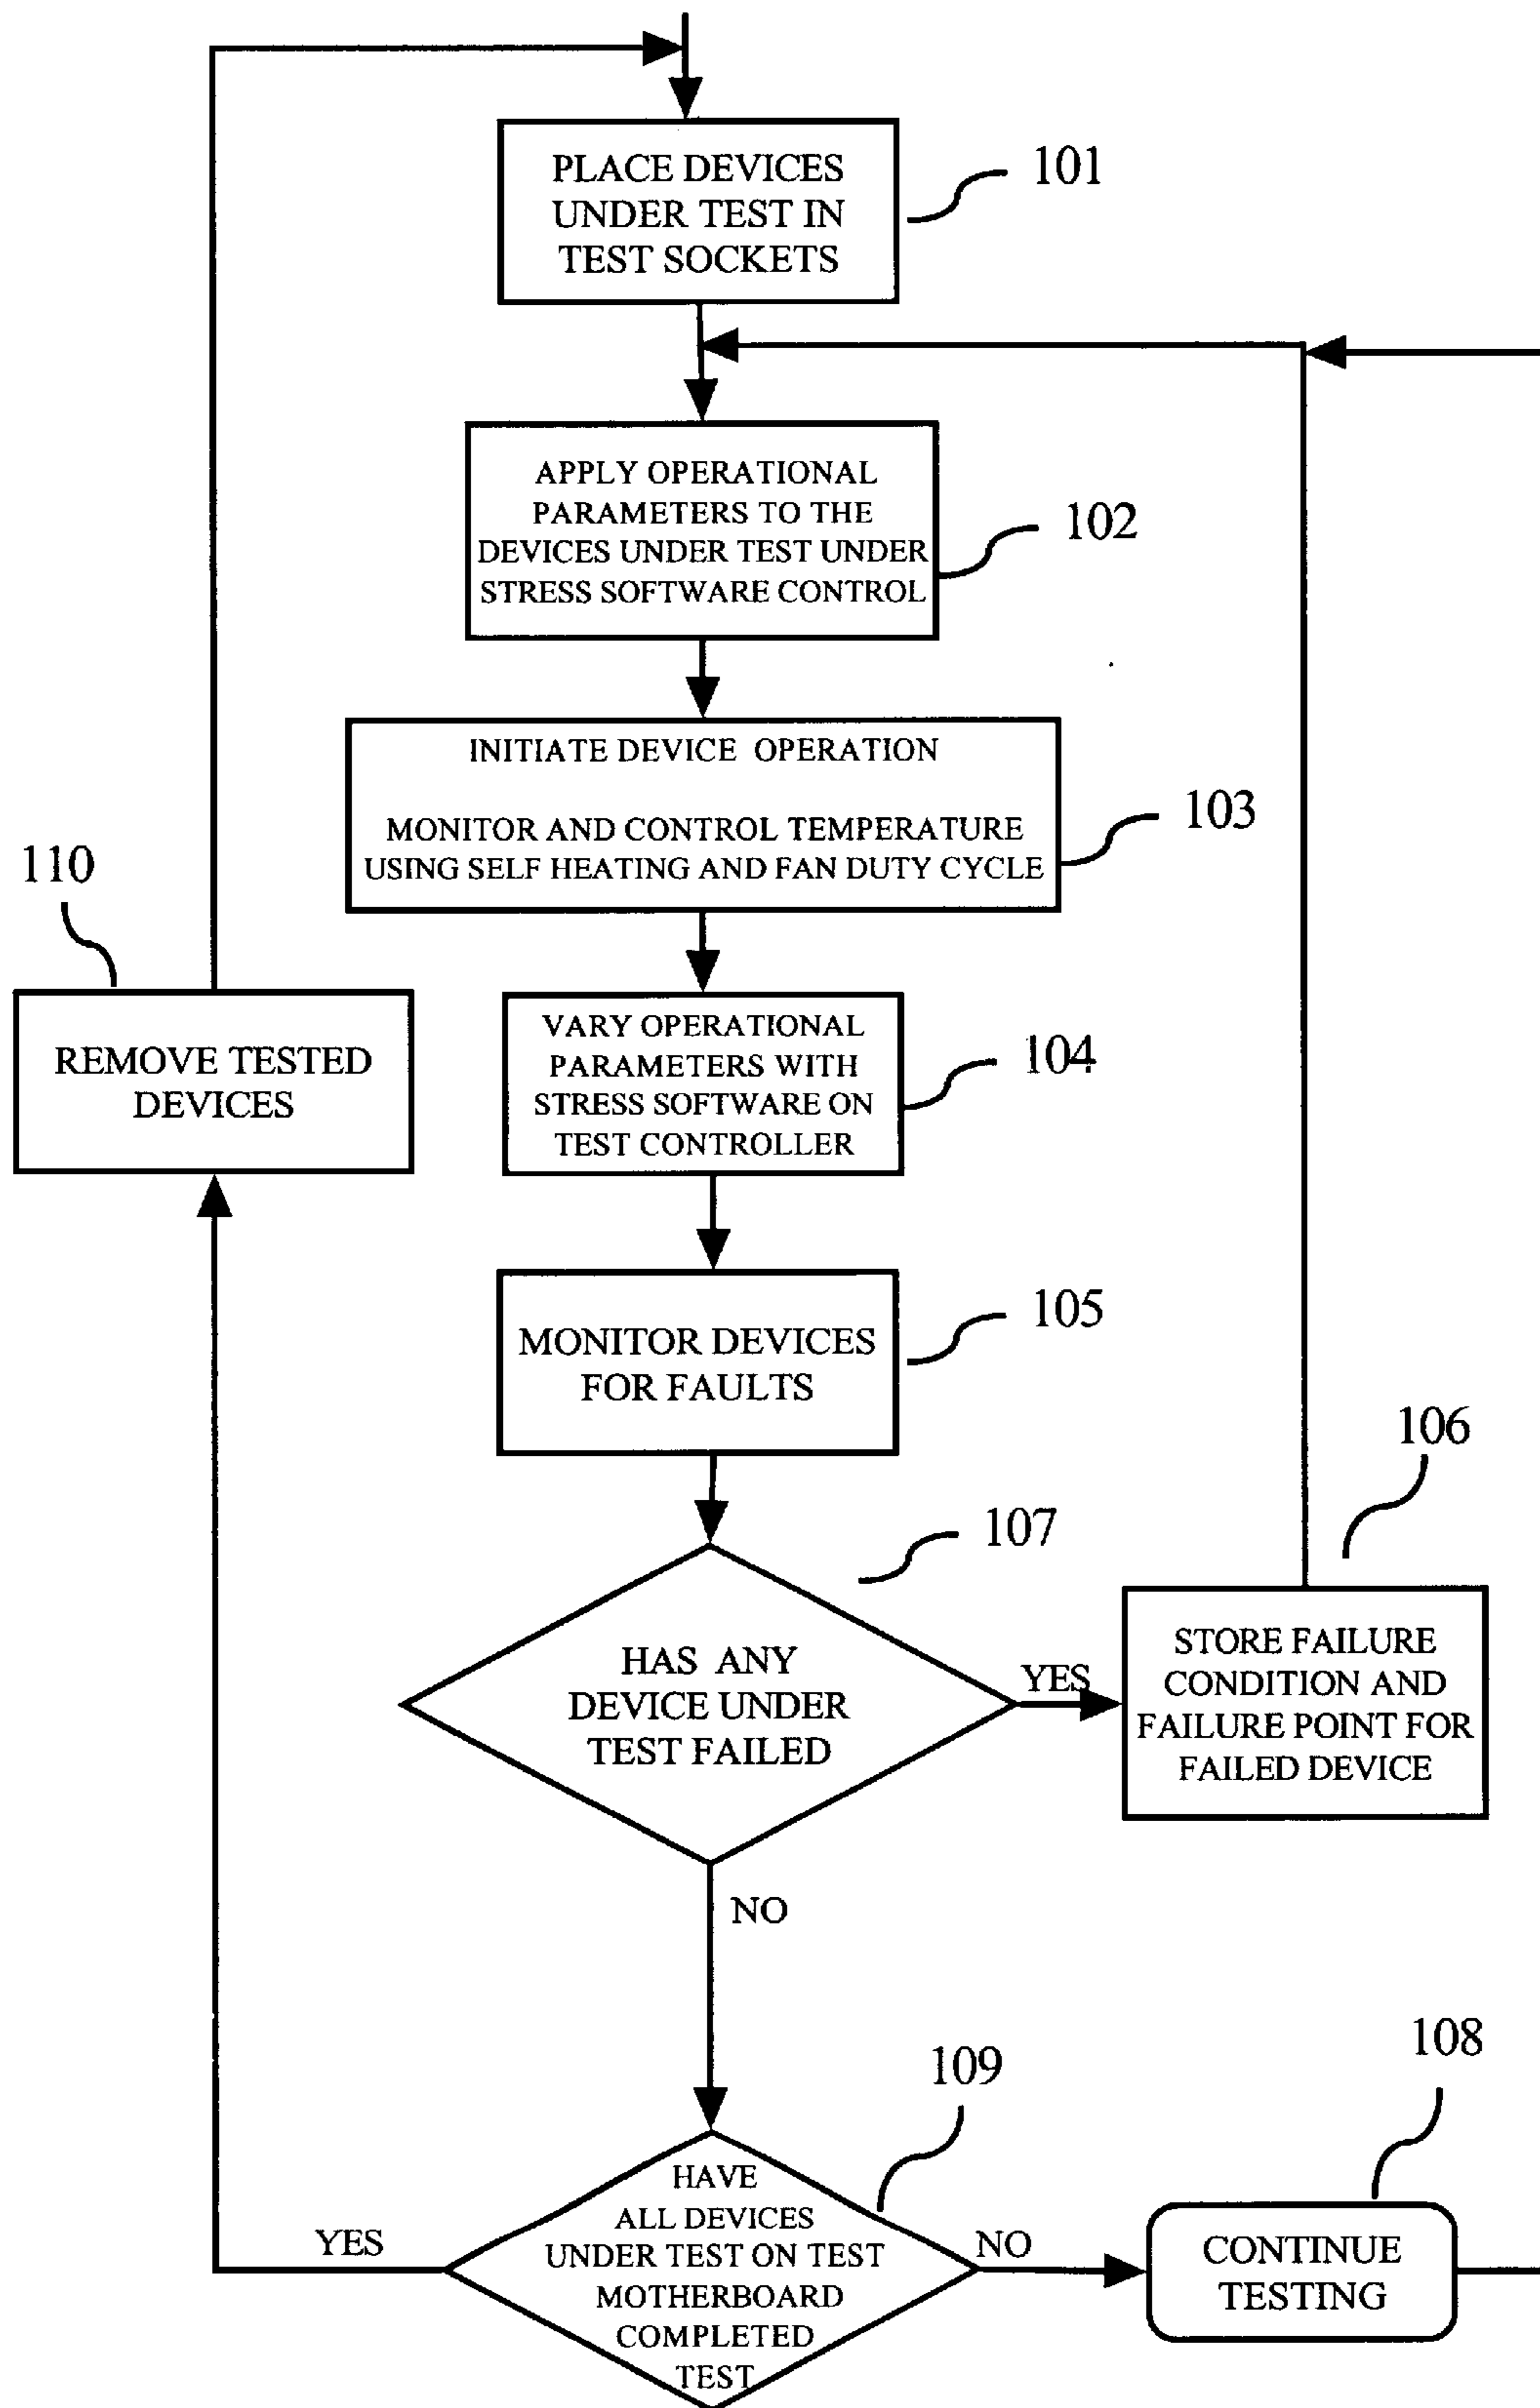 PLACE DEVICES
UNDER TEST IN
TEST SOCKETS
101
APPLY OPERATIONAL
PARAMETERS TO THE
DEVICES UNDER TEST UNDER
STRESS SOFTWARE CONTROL
102
INITIATE DEVICE OPERATION
MONITOR AND CONTROL TEMPERATURE
USING SELF HEATING AND FAN DUTY CYCLE
103
110
REMOVE TESTED
DEVICES
VARY OPERATIONAL
PARAMETERS WITH
STRESS SOFTWARE ON
TEST CONTROLLER
104
MONITOR DEVICES
FOR FAULTS
105
107
HAS ANY
DEVICE UNDER
TEST FAILED
YES
106
STORE FAILURE
CONDITION AND
FAILURE POINT FOR
FAILED DEVICE
NO
109
HAVE
ALL DEVICES
UNDER TEST ON TEST
MOTHERBOARD
COMPLETED
TEST
YES
NO
108
CONTINUE
TESTING